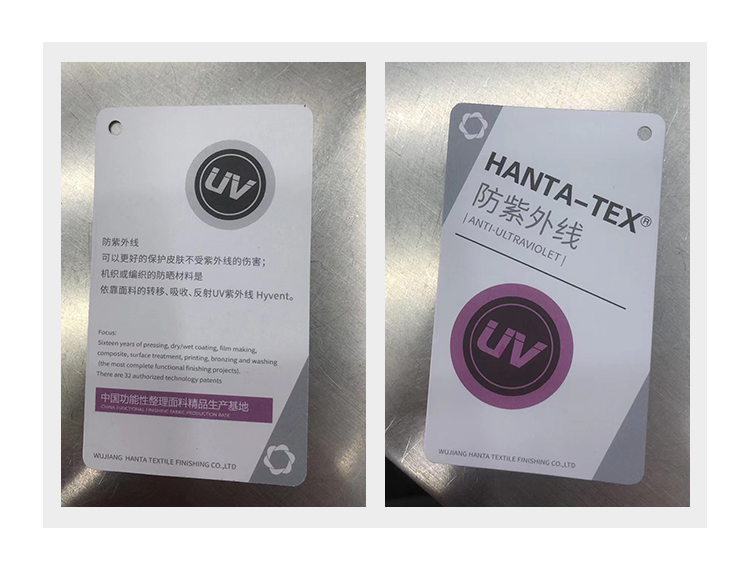 UV
防紫外线
可以更好的保护皮肤不受紫外线的伤害；
机织或编织的防晒材料是
依靠面料的转移、吸收、反射UV紫外线 Hyvent。
Focus:
Sixteen years of pressing, dry/wet coating, film making,
composite, surface treatment, printing, bronzing and washing
(the most complete functional finishing projects).
There are 32 authorized technology patents
中国功能性整理面料精品生产基地
CHINA FUNCTIONAL FINISHING FABRIC PRODUCTION BASE
WUJIANG HANTA TEXTILE FINISHING CO.,LTD
HANTA-TEX®
防紫外线
| ANTI-ULTRAVIOLET |
UV
WUJIANG HANTA TEXTILE FINISHING CO.,LTD